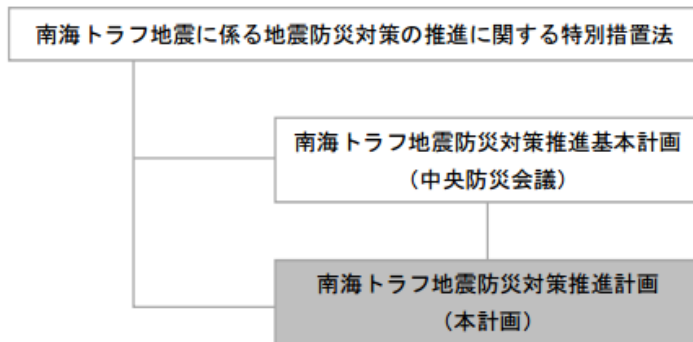 南海トラフ地震に係る地震防災対策の推進に関する特別措置法
南海トラフ地震防災対策推進基本計画
（中央防災会議）
南海トラフ地震防災対策推進計画
（本計画）